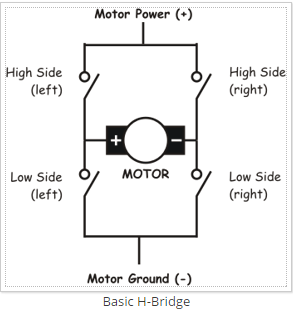 Motor Power (+)
High Side
(left)
High Side
(right)
+
−
MOTOR
Low Side
(left)
Low Side
(right)
Motor Ground (-)
Basic H-Bridge